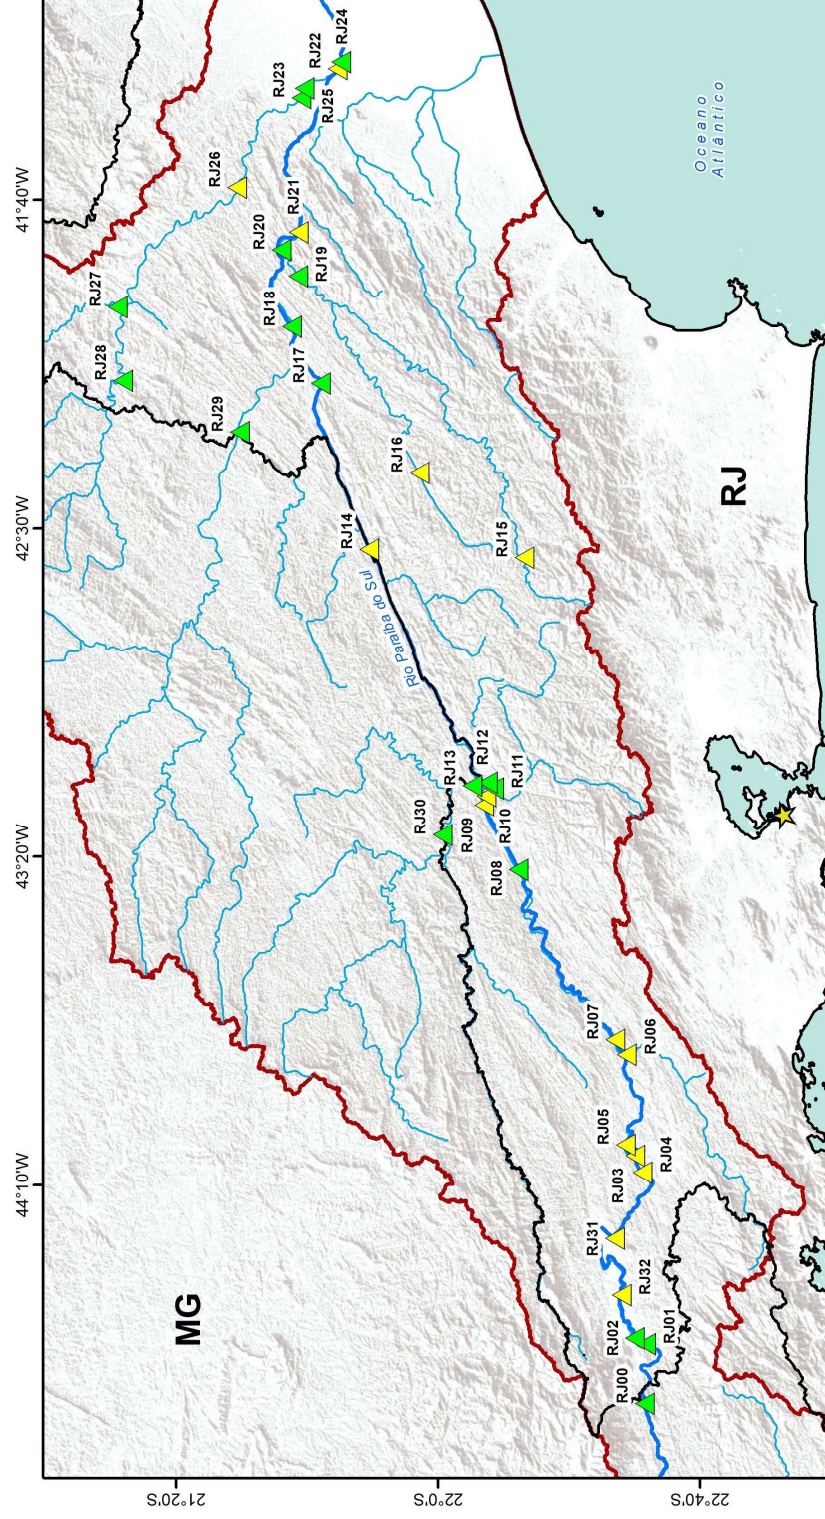 MG
RJ
Rio Paraíba do Sul
Oceano
Atlântico
RJ00
RJ01
RJ02
RJ32
RJ31
RJ03
RJ04
RJ05
RJ06
RJ07
RJ08
RJ10
RJ09
RJ30
RJ11
RJ13
RJ12
RJ14
RJ15
RJ16
RJ29
RJ17
RJ28
RJ18
RJ27
RJ19
RJ20
RJ21
RJ26
RJ25
RJ23
RJ22
RJ24
44°10'W
43°20'W
42°30'W
41°40'W
21°20'S
22°0'S
22°40'S